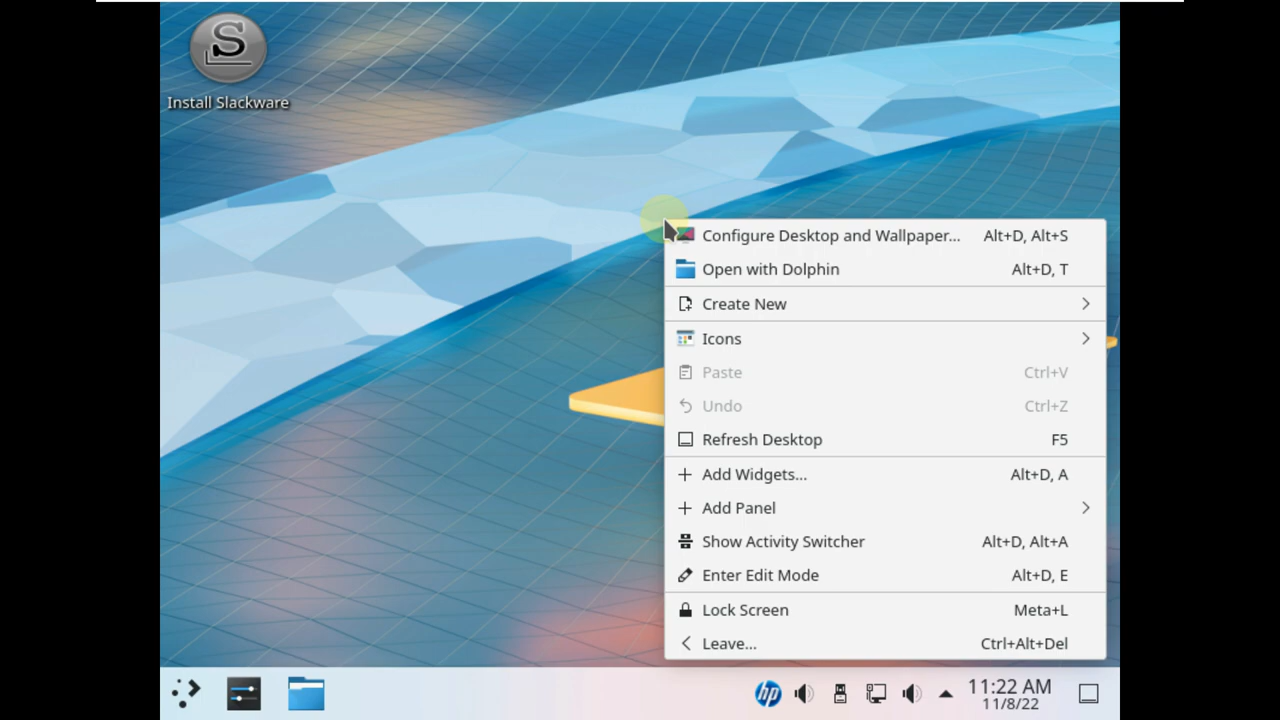 S
Install Slackware
Configure Desktop and Wallpaper... Alt+D, Alt+S
Open with Dolphin Alt+D, T
Create New
Icons
Paste Ctrl+V
Undo Ctrl+Z
Refresh Desktop F5
Add Widgets... Alt+D, A
Add Panel
Show Activity Switcher Alt+D, Alt+A
Enter Edit Mode Alt+D, E
Lock Screen Meta+L
Leave... Ctrl+Alt+Del
hp 11:22 AM
11/8/22